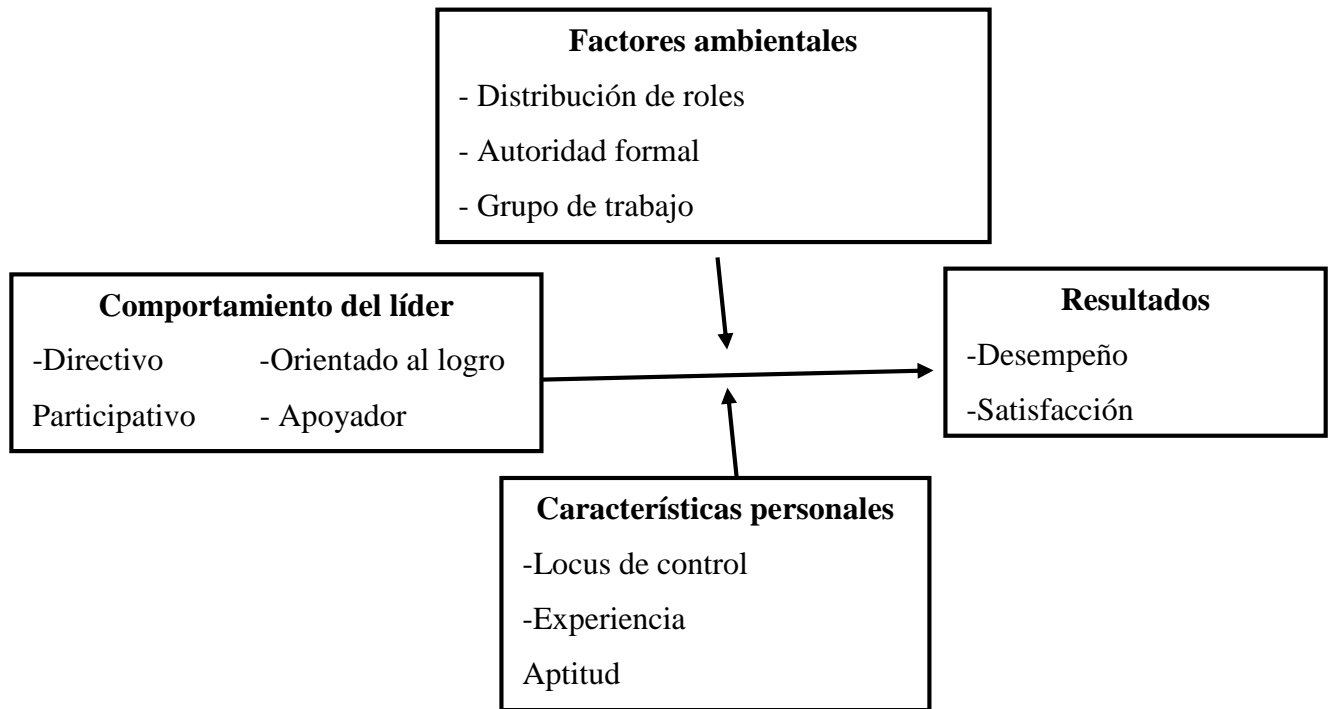 Factores ambientales
- Distribución de roles
- Autoridad formal
- Grupo de trabajo
Comportamiento del líder
-Directivo -Orientado al logro
Participativo - Apoyador
Resultados
-Desempeño
-Satisfacción
Característísticas personales
-Locus de control
-Experiencia
Aptitud